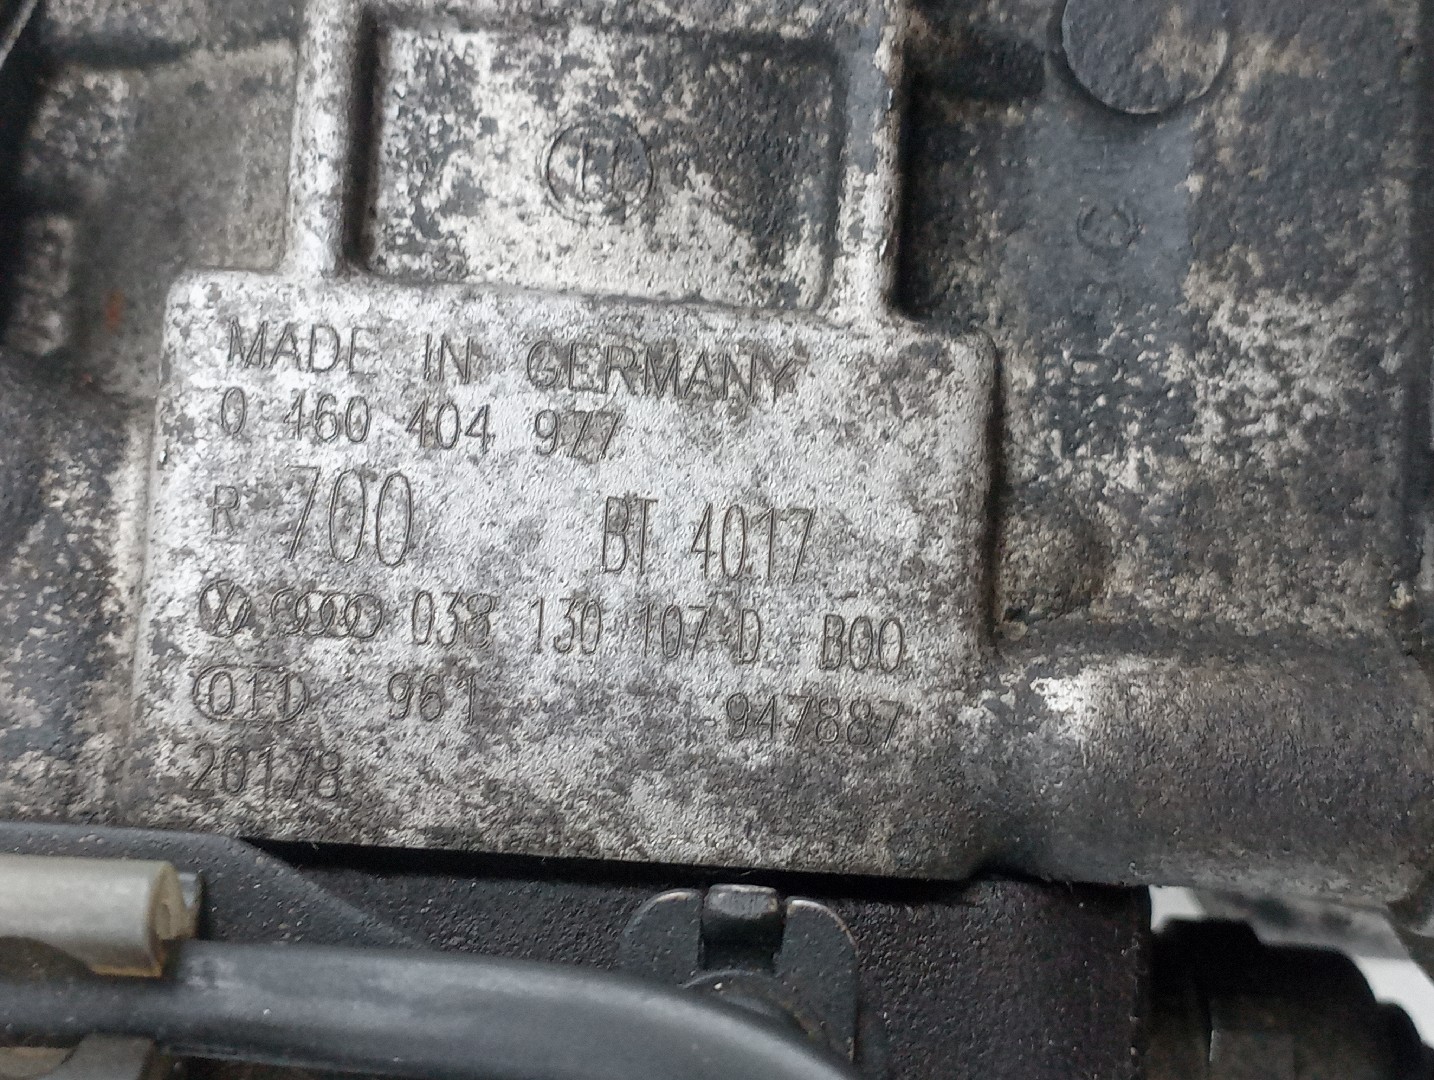 MADE IN GERMANY
0 460 404 977
R 700 BT 4017
038 130 107 D B00
961 947887
20178